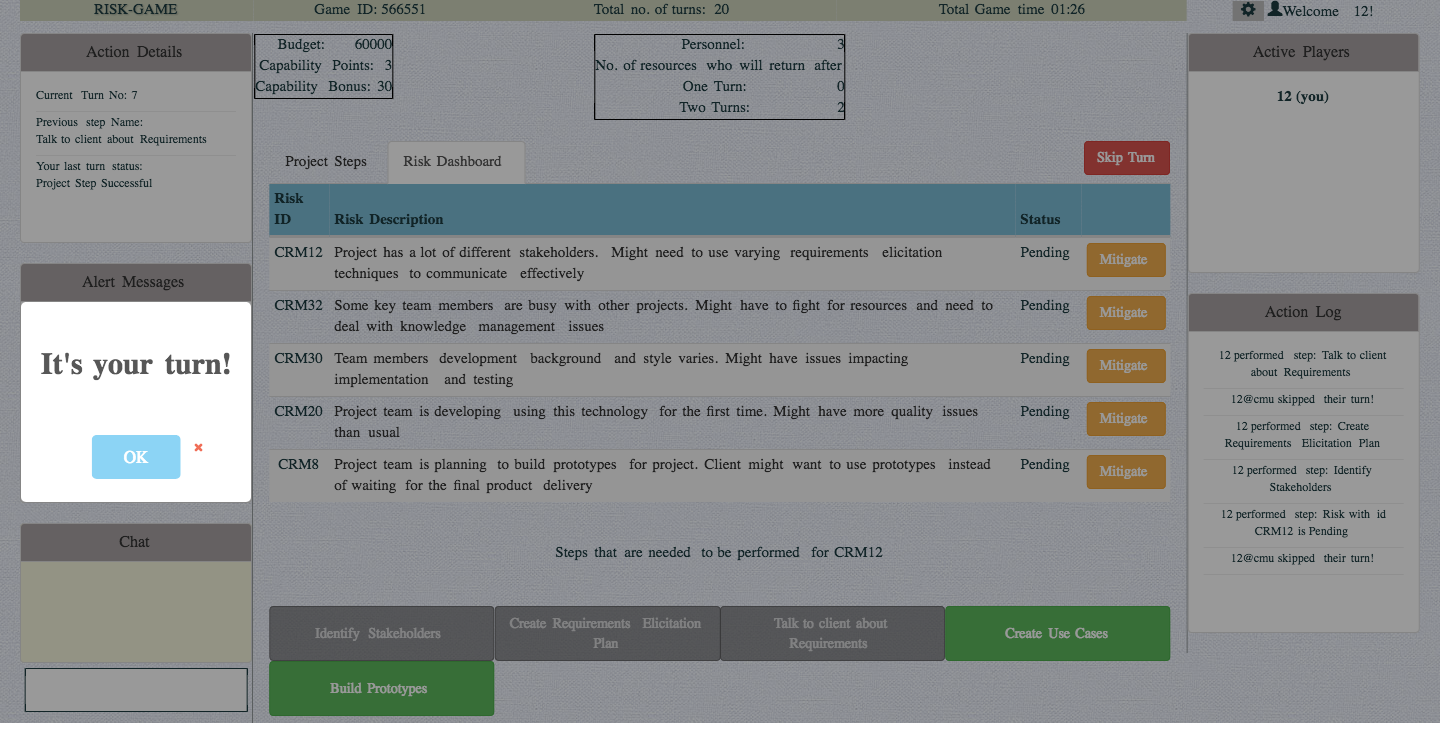 RISK-GAME
Game ID: 566551
Total no. of turns: 20
Total Game time 01:26
Welcome 12!
Action Details
Current Turn No: 7
Previous step Name:
Talk to client about Requirements
Your last turn status:
Project Step Successful
Alert Messages
It's your turn!
OK
Chat
Budget: 60000
Capability Points: 3
Capability Bonus: 30
Personnel: 3
No. of resources who will return after
One Turn: 0
Two Turns: 2
Project Steps
Risk Dashboard
Skip Turn
Risk
ID Risk Description Status
CRM12 Project has a lot of different stakeholders. Might need to use varying requirements elicitation Pending Mitigate
techniques to communicate effectively
CRM32 Some key team members are busy with other projects. Might have to fight for resources and need to Pending Mitigate
deal with knowledge management issues
CRM30 Team members development background and style varies. Might have issues impacting Pending Mitigate
implementation and testing
CRM20 Project team is developing using this technology for the first time. Might have more quality issues Pending Mitigate
than usual
CRM8 Project team is planning to build prototypes for project. Client might want to use prototypes instead Pending Mitigate
of waiting for the final product delivery
Steps that are needed to be performed for CRM12
Identify Stakeholders
Create Requirements Elicitation
Plan
Talk to client about
Requirements
Create Use Cases
Build Prototypes
Active Players
12 (you)
Action Log
12 performed step: Talk to client
about Requirements
12@cmu skipped their turn!
12 performed step: Create
Requirements Elicitation Plan
12 performed step: Identify
Stakeholders
12 performed step: Risk with id
CRM12 is Pending
12@cmu skipped their turn!